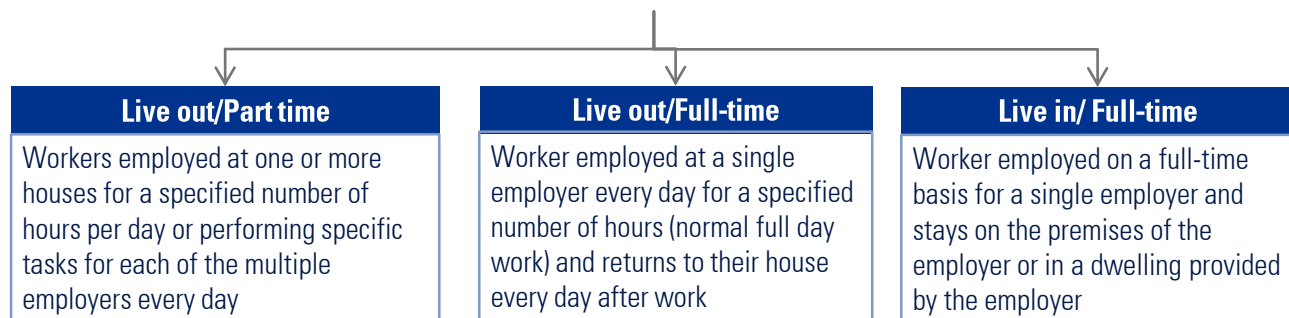 Live out/Part time
Workers employed at one or more
houses for a specified number of
hours per day or performing specific
tasks for each of the multiple
employers every day
Live out/Full-time
Worker employed at a single
employer every day for a specified
number of hours (normal full day
work) and returns to their house
every day after work
Live in/ Full-time
Worker employed on a full-time
basis for a single employer and
stays on the premises of the
employer or in a dwelling provided
by the employer